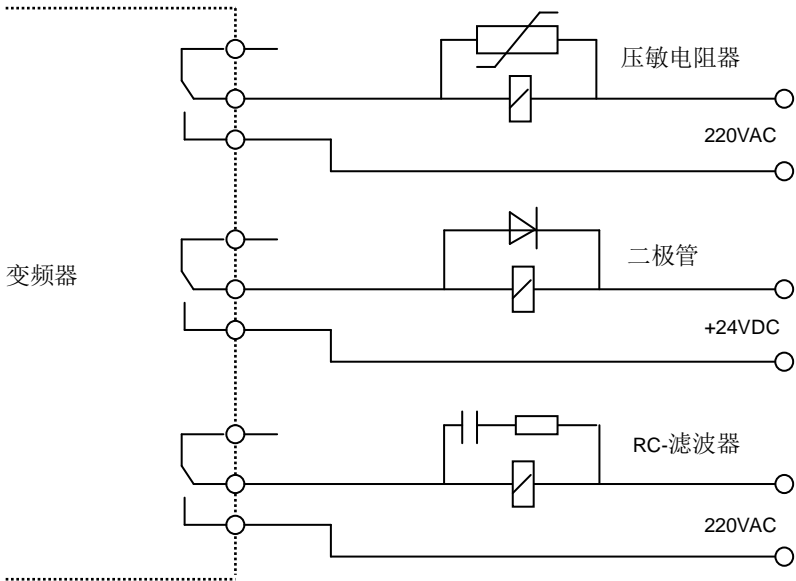 压敏电阻器
220VAC
二极管
变频器
+24VDC
RC-滤波器
220VAC